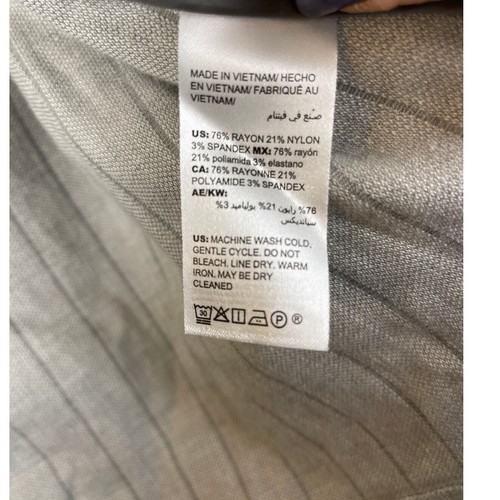 MADE IN VIETNAM/ HECHO
EN VIETNAM/ FABRIQUÉ AU
VIETNAM/
صنع في فيتنام
US: 76% RAYON 21% NYLON
3% SPANDEX MX: 76% rayón
21% poliamida 3% elastano
CA: 76% RAYONNE 21%
POLYAMIDE 3% SPANDEX
AE/KW:
76% رايون 21% بولياميد 3%
سباندیکس
US: MACHINE WASH COLD,
GENTLE CYCLE. DO NOT
BLEACH. LINE DRY. WARM
IRON. MAY BE DRY
CLEANED
30 P ®